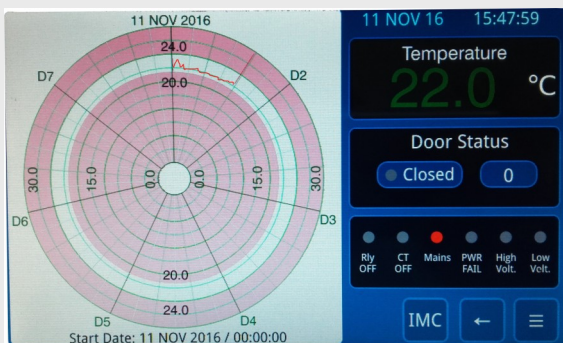 11 NOV 2016
24.0
20.0
D7
D2
30.0
15.0
0.0
0.0
15.0
30.0
D6
D3
20.0
24.0
D5
D4
Start Date: 11 NOV 2016 / 00:00:00
11 NOV 16 15:47:59
Temperature
22.0 °C
Door Status
Closed 0
Rly OFF
CT OFF
Mains
PWR FAIL
High Volt.
Low Velt.
IMC ← ≡